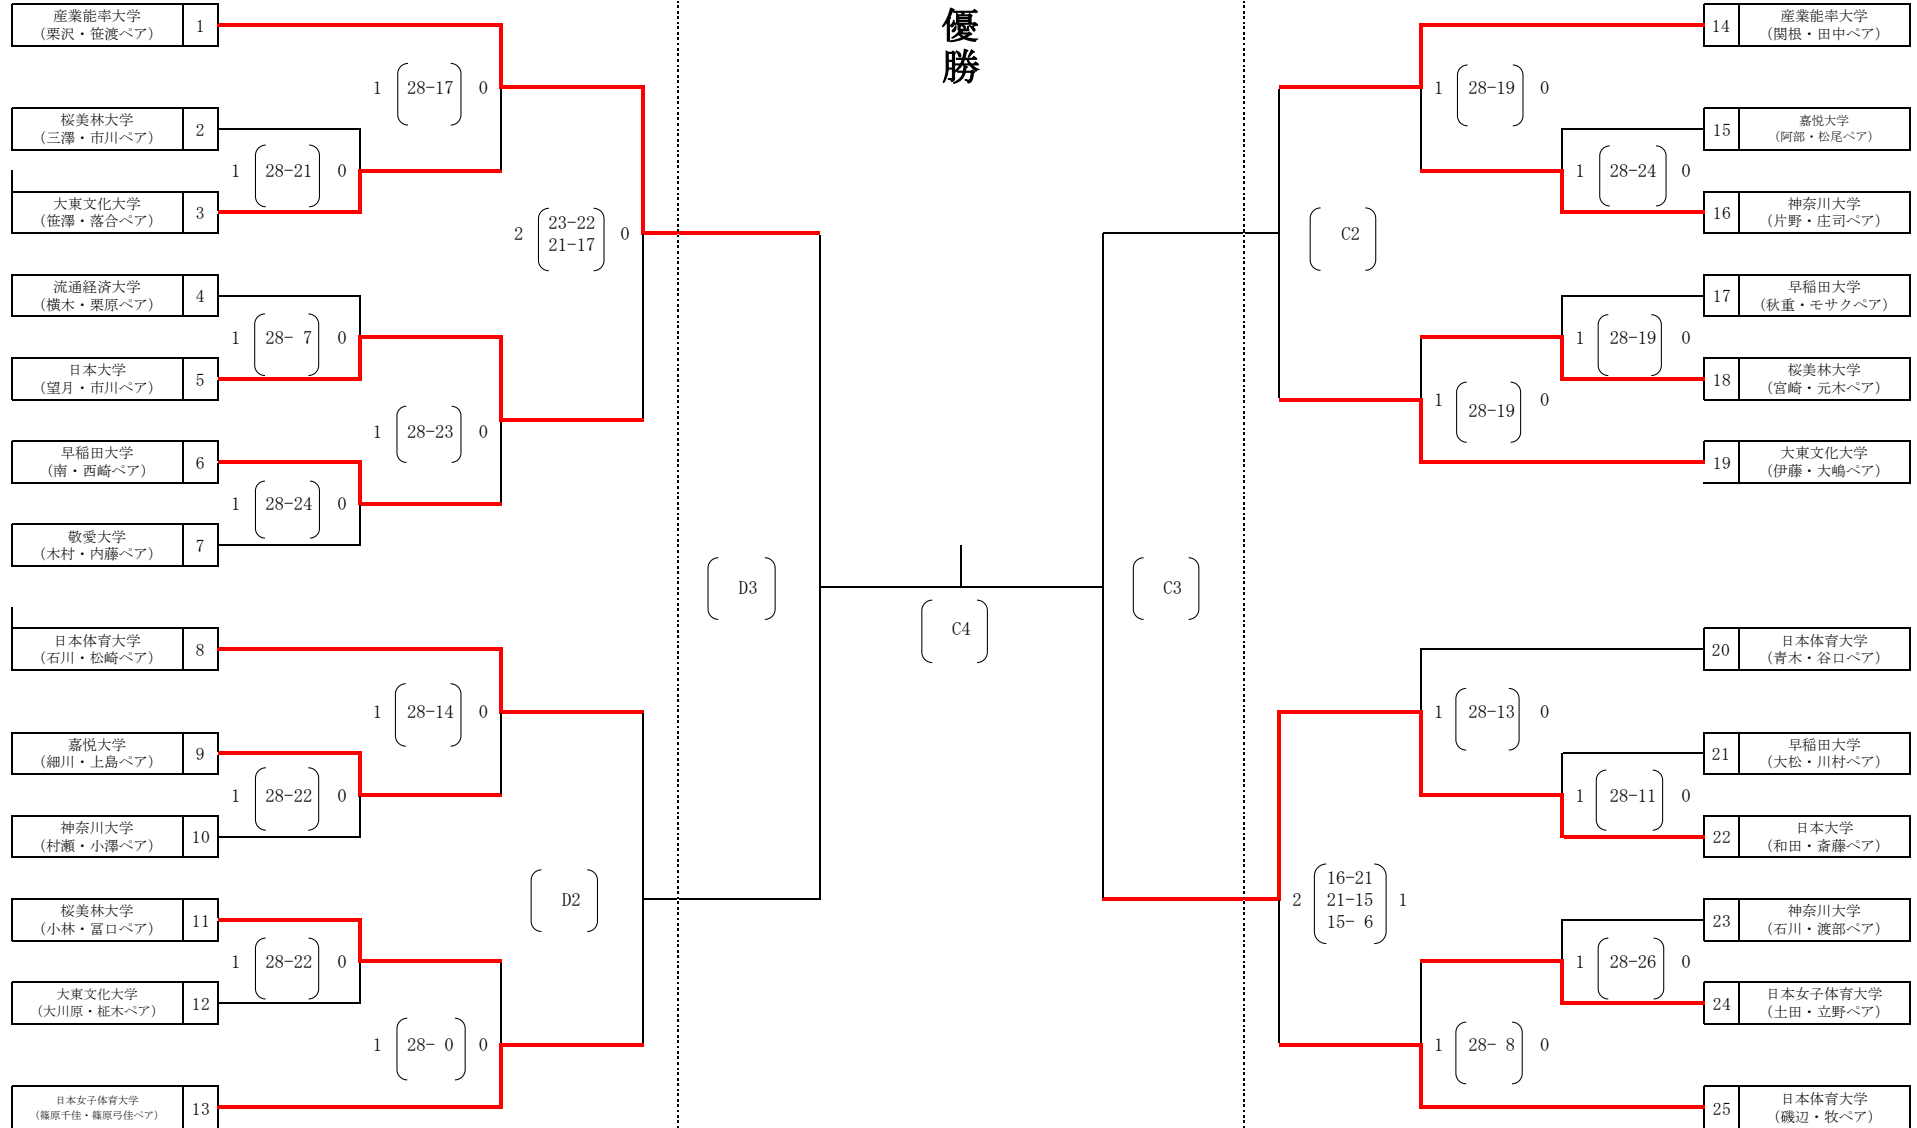 優
勝
産業能率大学
(栗沢・笹渡ペア)
1
1 28-17 0
桜美林大学
(三澤・市川ペア)
2
1 28-21 0
大東文化大学
(笹澤・落合ペア)
3
2 23-22 0
21-17
流通経済大学
(横木・栗原ペア)
4
1 28- 7 0
日本大学
(望月・市川ペア)
5
1 28-23 0
早稲田大学
(南・西崎ペア)
6
1 28-24 0
敬愛大学
(木村・内藤ペア)
7
D3
日本体育大学
(石川・松崎ペア)
8
1 28-14 0
嘉悦大学
(細川・上島ペア)
9
1 28-22 0
神奈川大学
(村瀬・小澤ペア)
10
D2
桜美林大学
(小林・冨口ペア)
11
1 28-22 0
大東文化大学
(大川原・柾木ペア)
12
1 28- 0 0
日本女子体育大学
(篠原千佳・篠原弓佳ペア)
13
C4
14
産業能率大学
(関根・田中ペア)
1 28-19 0
15
嘉悦大学
(阿部・松尾ペア)
1 28-24 0
16
神奈川大学
(片野・庄司ペア)
C2
17
早稲田大学
(秋重・モサクペア)
1 28-19 0
18
桜美林大学
(宮崎・元木ペア)
1 28-19 0
19
大東文化大学
(伊藤・大嶋ペア)
C3
20
日本体育大学
(青木・谷口ペア)
1 28-13 0
21
早稲田大学
(大松・川村ペア)
1 28-11 0
22
日本大学
(和田・斎藤ペア)
16-21
2 21-15 1
15- 6
23
神奈川大学
(石川・渡部ペア)
1 28-26 0
24
日本女子体育大学
(土田・立野ペア)
1 28- 8 0
25
日本体育大学
(磯辺・牧ペア)